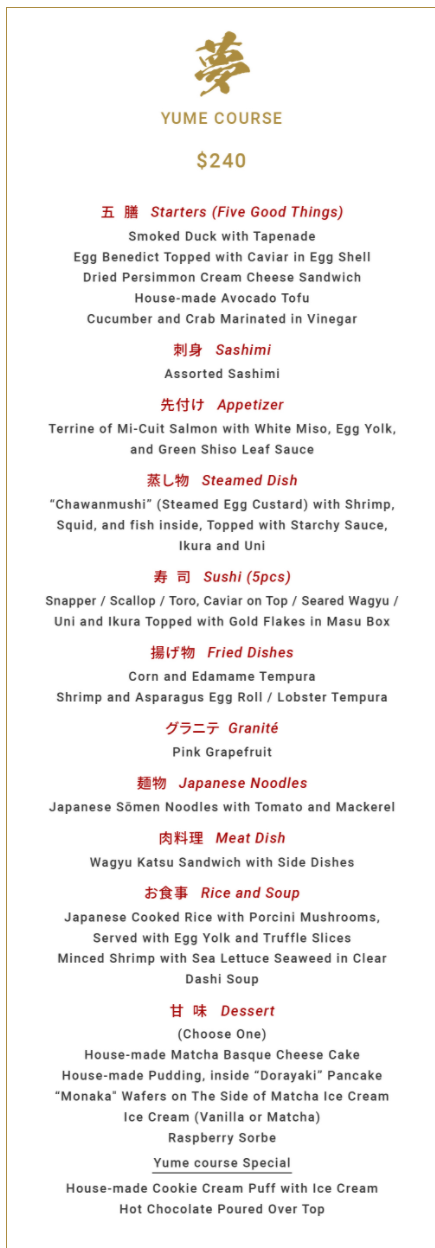 夢
YUME COURSE
$240
五 膳 Starters (Five Good Things)
Smoked Duck with Tapenade
Egg Benedict Topped with Caviar in Egg Shell
Dried Persimmon Cream Cheese Sandwich
House-made Avocado Tofu
Cucumber and Crab Marinated in Vinegar
刺身 Sashimi
Assorted Sashimi
先付け Appetizer
Terrine of Mi-Cuit Salmon with White Miso, Egg Yolk,
and Green Shiso Leaf Sauce
蒸し物 Steamed Dish
“Chawanmushi” (Steamed Egg Custard) with Shrimp,
Squid, and fish inside, Topped with Starchy Sauce,
Ikura and Uni
寿 司 Sushi (5pcs)
Snapper / Scallop / Toro, Caviar on Top / Seared Wagyu /
Uni and Ikura Topped with Gold Flakes in Masu Box
揚げ物 Fried Dishes
Corn and Edamame Tempura
Shrimp and Asparagus Egg Roll / Lobster Tempura
グラニテ Granité
Pink Grapefruit
麺物 Japanese Noodles
Japanese Sōmen Noodles with Tomato and Mackerel
肉料理 Meat Dish
Wagyu Katsu Sandwich with Side Dishes
お食事 Rice and Soup
Japanese Cooked Rice with Porcini Mushrooms,
Served with Egg Yolk and Truffle Slices
Minced Shrimp with Sea Lettuce Seaweed in Clear
Dashi Soup
甘 味 Dessert
(Choose One)
House-made Matcha Basque Cheese Cake
House-made Pudding, inside “Dorayaki” Pancake
“Monaka" Wafers on The Side of Matcha Ice Cream
Ice Cream (Vanilla or Matcha)
Raspberry Sorbe
Yume course Special
House-made Cookie Cream Puff with Ice Cream
Hot Chocolate Poured Over Top